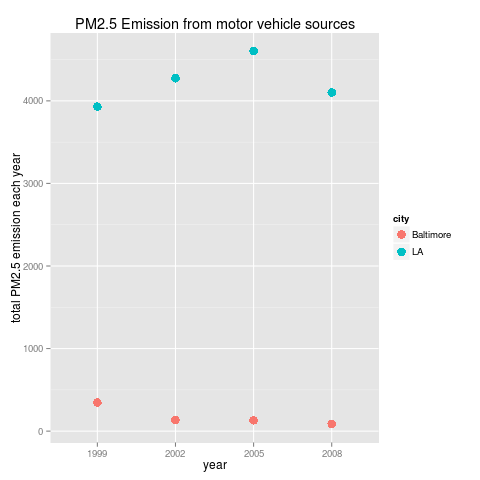 PM2.5 Emission from motor vehicle sources
total PM2.5 emission each year
4000
3000
2000
1000
0
1999 2002 2005 2008
year
city
Baltimore
LA